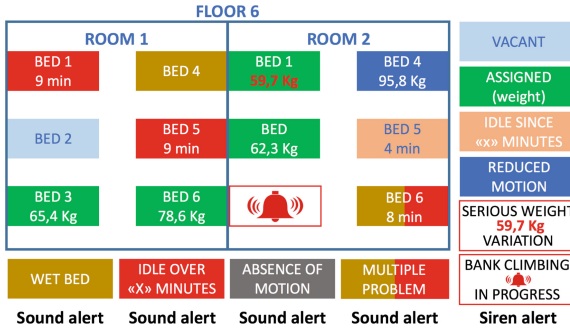 FLOOR 6
ROOM 1
ROOM 2
BED 1
9 min
BED 4
BED 1
59,7 Kg
BED 4
95,8 Kg
BED 2
BED 5
9 min
BED
62,3 Kg
BED 5
4 min
BED 3
65,4 Kg
BED 6
78,6 Kg
BED 6
8 min
VACANT
ASSIGNED
(weight)
IDLE SINCE
«x» MINUTES
REDUCED
MOTION
SERIOUS WEIGHT
59,7 Kg
VARIATION
BANK CLIMBING
IN PROGRESS
WET BED
IDLE OVER
«X» MINUTES
ABSENCE OF
MOTION
MULTIPLE
PROBLEM
Sound alert
Sound alert
Sound alert
Sound alert
Siren alert